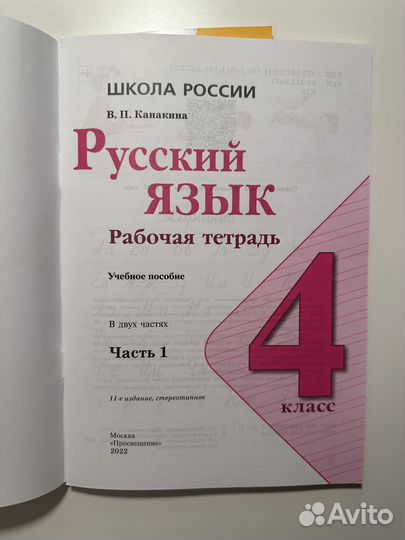 ШКОЛА РОССИИ
В. П. Канакина
Русский
ЯЗЫК
Рабочая тетрадь
Учебное пособие
В двух частях
Часть 1
4
класс
11-е издание, стереотипное
Москва
«Просвещение»
2022
Avito